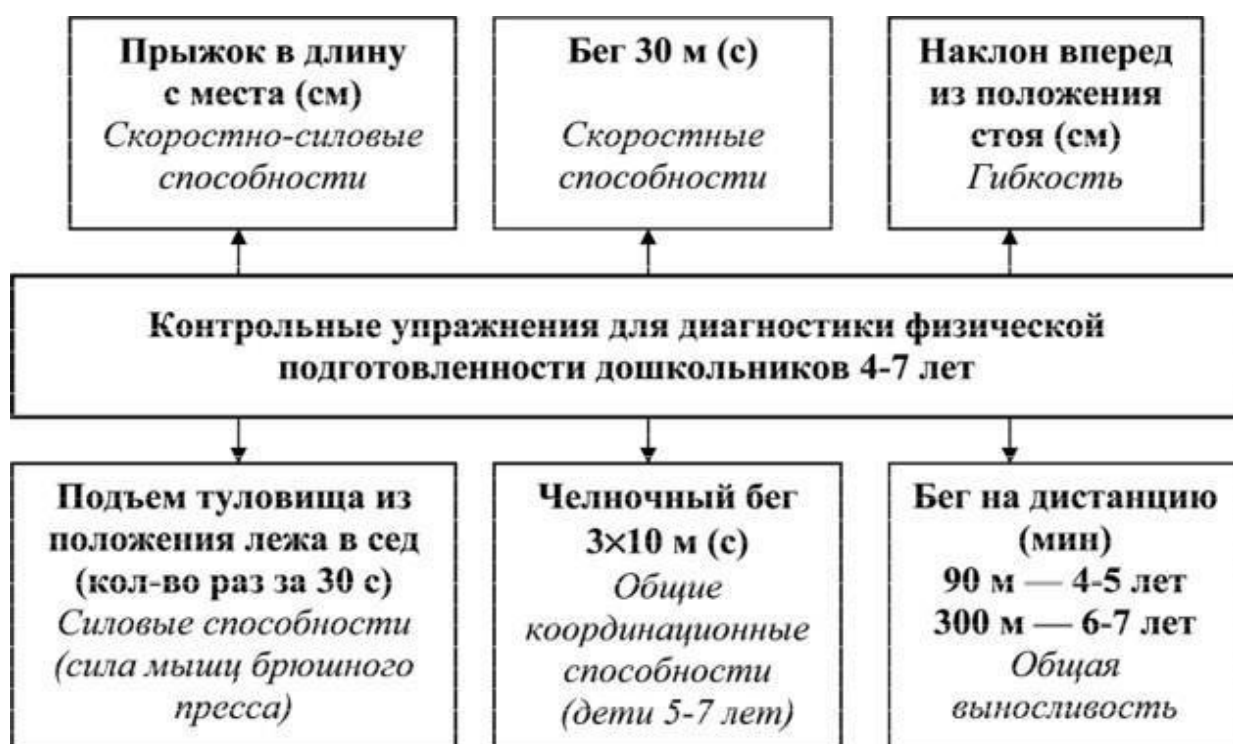 Прыжок в длину
с места (см)
Скоростно-силовые
способности
Бег 30 м (с)
Скоростные
способности
Наклон вперед
из положения
стоя (см)
Гибкость
Контрольные упражнения для диагностики физической
подготовленности дошкольников 4-7 лет
Подъем туловища из
положения лежа в сед
(кол-во раз за 30 с)
Силовые способности
(сила мышц брюшного
пресса)
Челночный бег
3×10 м (с)
Общие
координационные
способности
(дети 5-7 лет)
Бег на дистанцию
(мин)
90 м — 4-5 лет
300 м — 6-7 лет
Общая
выносливость